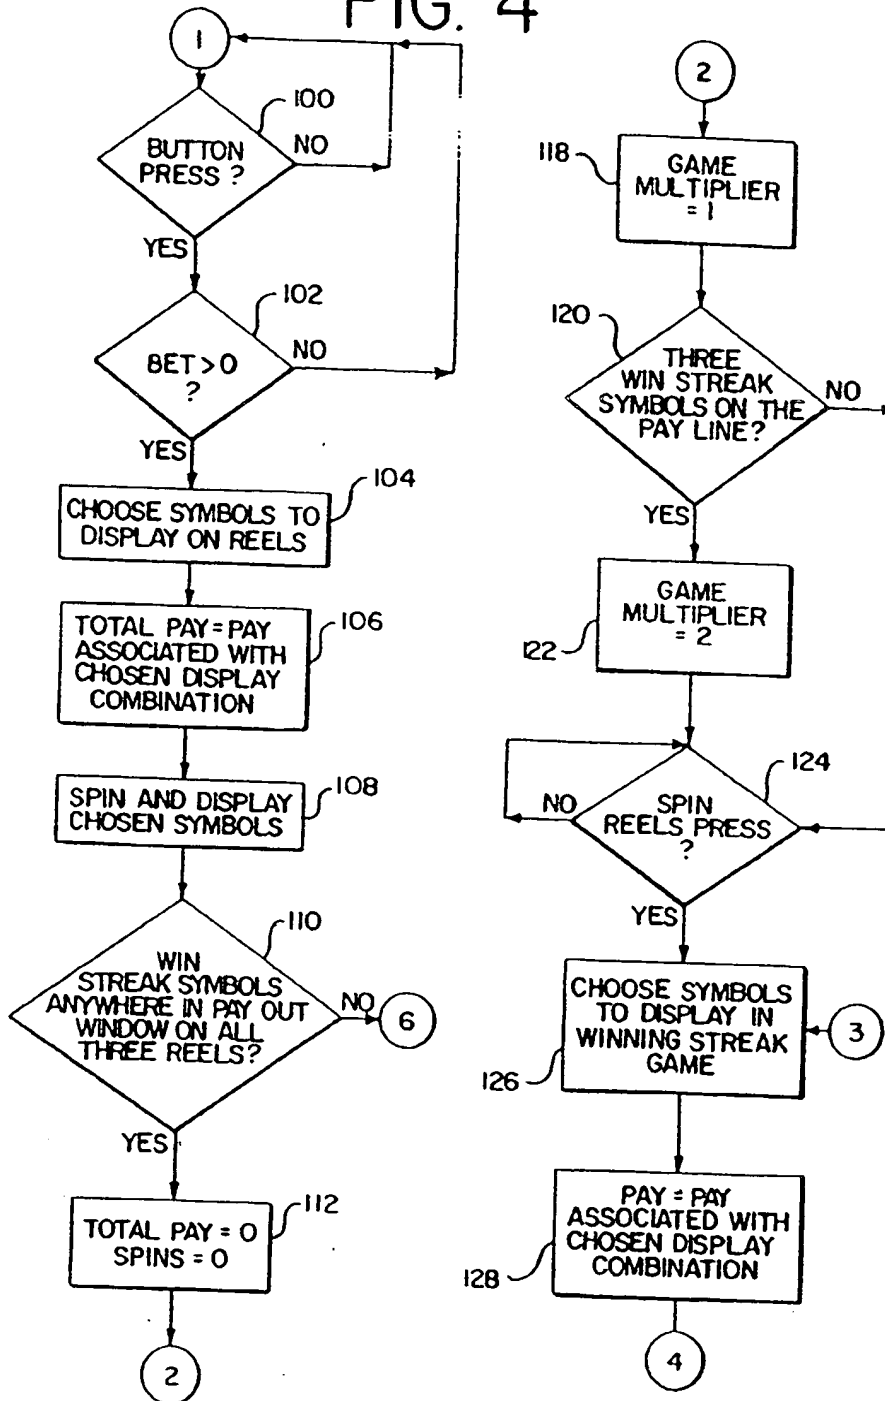 FIG. 4
1
100
BUTTON
PRESS ?
NO
YES
102
BET > 0
?
NO
YES
104
CHOOSE SYMBOLS TO
DISPLAY ON REELS
106
TOTAL PAY = PAY
ASSOCIATED WITH
CHOSEN DISPLAY
COMBINATION
108
SPIN AND DISPLAY
CHOSEN SYMBOLS
110
WIN
STREAK SYMBOLS
ANYWHERE IN PAY OUT
WINDOW ON ALL
THREE REELS?
NO
6
YES
112
TOTAL PAY = 0
SPINS = 0
2
2
118
GAME
MULTIPLIER
= 1
120
THREE
WIN STREAK
SYMBOLS ON THE
PAY LINE?
NO
YES
GAME
MULTIPLIER
= 2
122
124
NO
SPIN
REELS PRESS
?
YES
CHOOSE SYMBOLS
TO DISPLAY IN
WINNING STREAK
GAME
3
126
PAY = PAY
ASSOCIATED WITH
CHOSEN DISPLAY
COMBINATION
128
4